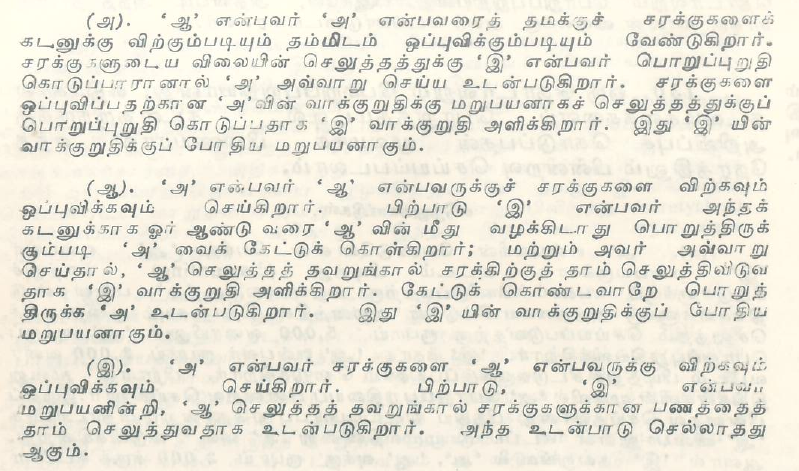 (அ). ‘ஆ’ என்பவர் ‘அ’ என்பவரைத் தமக்குச் சரக்குகளைக்
கடனுக்கு விற்கும்படியும் தம்மிடம் ஒப்புவிக்கும்படியும் வேண்டுகிறார்.
சரக்குகளுடைய விலையின் செலுத்தத்துக்கு ‘இ’ என்பவர் பொறுப்புறுதி
கொடுப்பாரானால் ‘அ’ அவ்வாறு செய்ய உடன்படுகிறார். சரக்குகளை
ஒப்புவிப்பதற்கான ‘அ’வின் வாக்குறுதிக்கு மறுபயனாகச் செலுத்தத்துக்குப்
பொறுப்புறுதி கொடுப்பதாக ‘இ’ வாக்குறுதி அளிக்கிறார். இது ‘இ’ யின்
வாக்குறுதிக்குப் போதிய மறுபயனாகும்.
(ஆ). ‘அ’ என்பவர் ‘ஆ’ என்பவருக்குச் சரக்குகளை விற்கவும்
ஒப்புவிக்கவும் செய்கிறார். பிற்பாடு ‘இ’ என்பவர் அந்தக்
கடனுக்காக ஓர் ஆண்டு வரை ‘ஆ’ வின் மீது வழக்கிடாது பொறுத்திருக்
கும்படி ‘அ’ வைக் கேட்டுக் கொள்கிறார்; மற்றும் அவர் அவ்வாறு
செய்தால், ‘ஆ’ செலுத்தத் தவறுங்கால் சரக்கிற்குத் தாம் செலுத்திவிடுவ
தாக ‘இ’ வாக்குறுதி அளிக்கிறார். கேட்டுக் கொண்டவாறே பொறுத்
திருக்க ‘அ’ உடன்படுகிறார். இது ‘இ’ யின் வாக்குறுதிக்குப் போதிய
மறுபயனாகும்.
(இ). ‘அ’ என்பவர் சரக்குகளை ‘ஆ’ என்பவருக்கு விற்கவும்
ஒப்புவிக்கவும் செய்கிறார். பிற்பாடு, ‘இ’ என்பவர்
மறுபயனின்றி, ‘ஆ’ செலுத்தத் தவறுங்கால் சரக்குகளுக்கான பணத்தைத்
தாம் செலுத்துவதாக உடன்படுகிறார். அந்த உடன்பாடு செல்லாதது
ஆகும்.